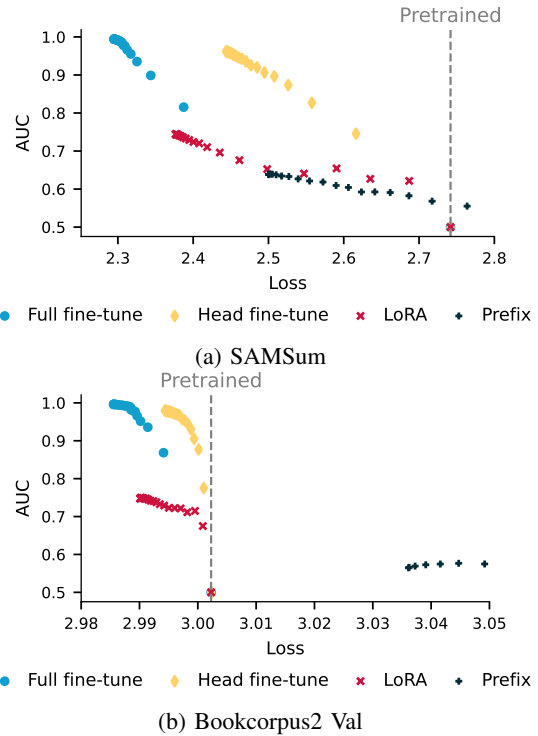 Pretrained
1.0
0.9
0.8
0.7
0.6
0.5
AUC
2.3 2.4 2.5 2.6 2.7 2.8
Loss
Full fine-tune Head fine-tune LoRA Prefix
(a) SAMSum
Pretrained
1.0
0.9
0.8
0.7
0.6
0.5
AUC
2.98 2.99 3.00 3.01 3.02 3.03 3.04 3.05
Loss
Full fine-tune Head fine-tune LoRA Prefix
(b) Bookcorpus2 Val